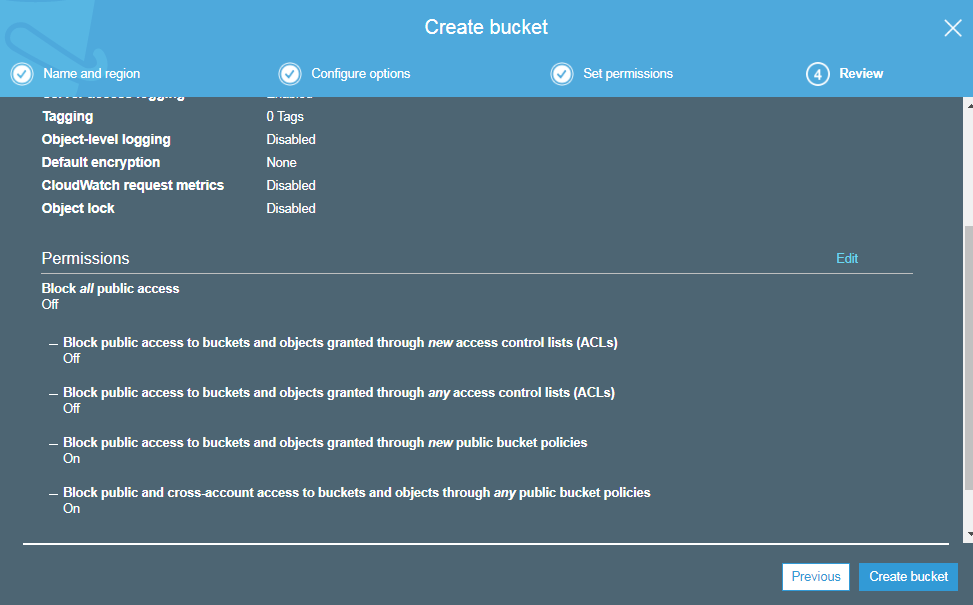 Create bucket
Name and region
Configure options
Set permissions
4 Review
Server access logging Enabled
Tagging 0 Tags
Object-level logging Disabled
Default encryption None
CloudWatch request metrics Disabled
Object lock Disabled
Permissions Edit
Block all public access
Off
– Block public access to buckets and objects granted through new access control lists (ACLs)
Off
– Block public access to buckets and objects granted through any access control lists (ACLs)
Off
– Block public access to buckets and objects granted through new public bucket policies
On
– Block public and cross-account access to buckets and objects through any public bucket policies
On
Previous Create bucket